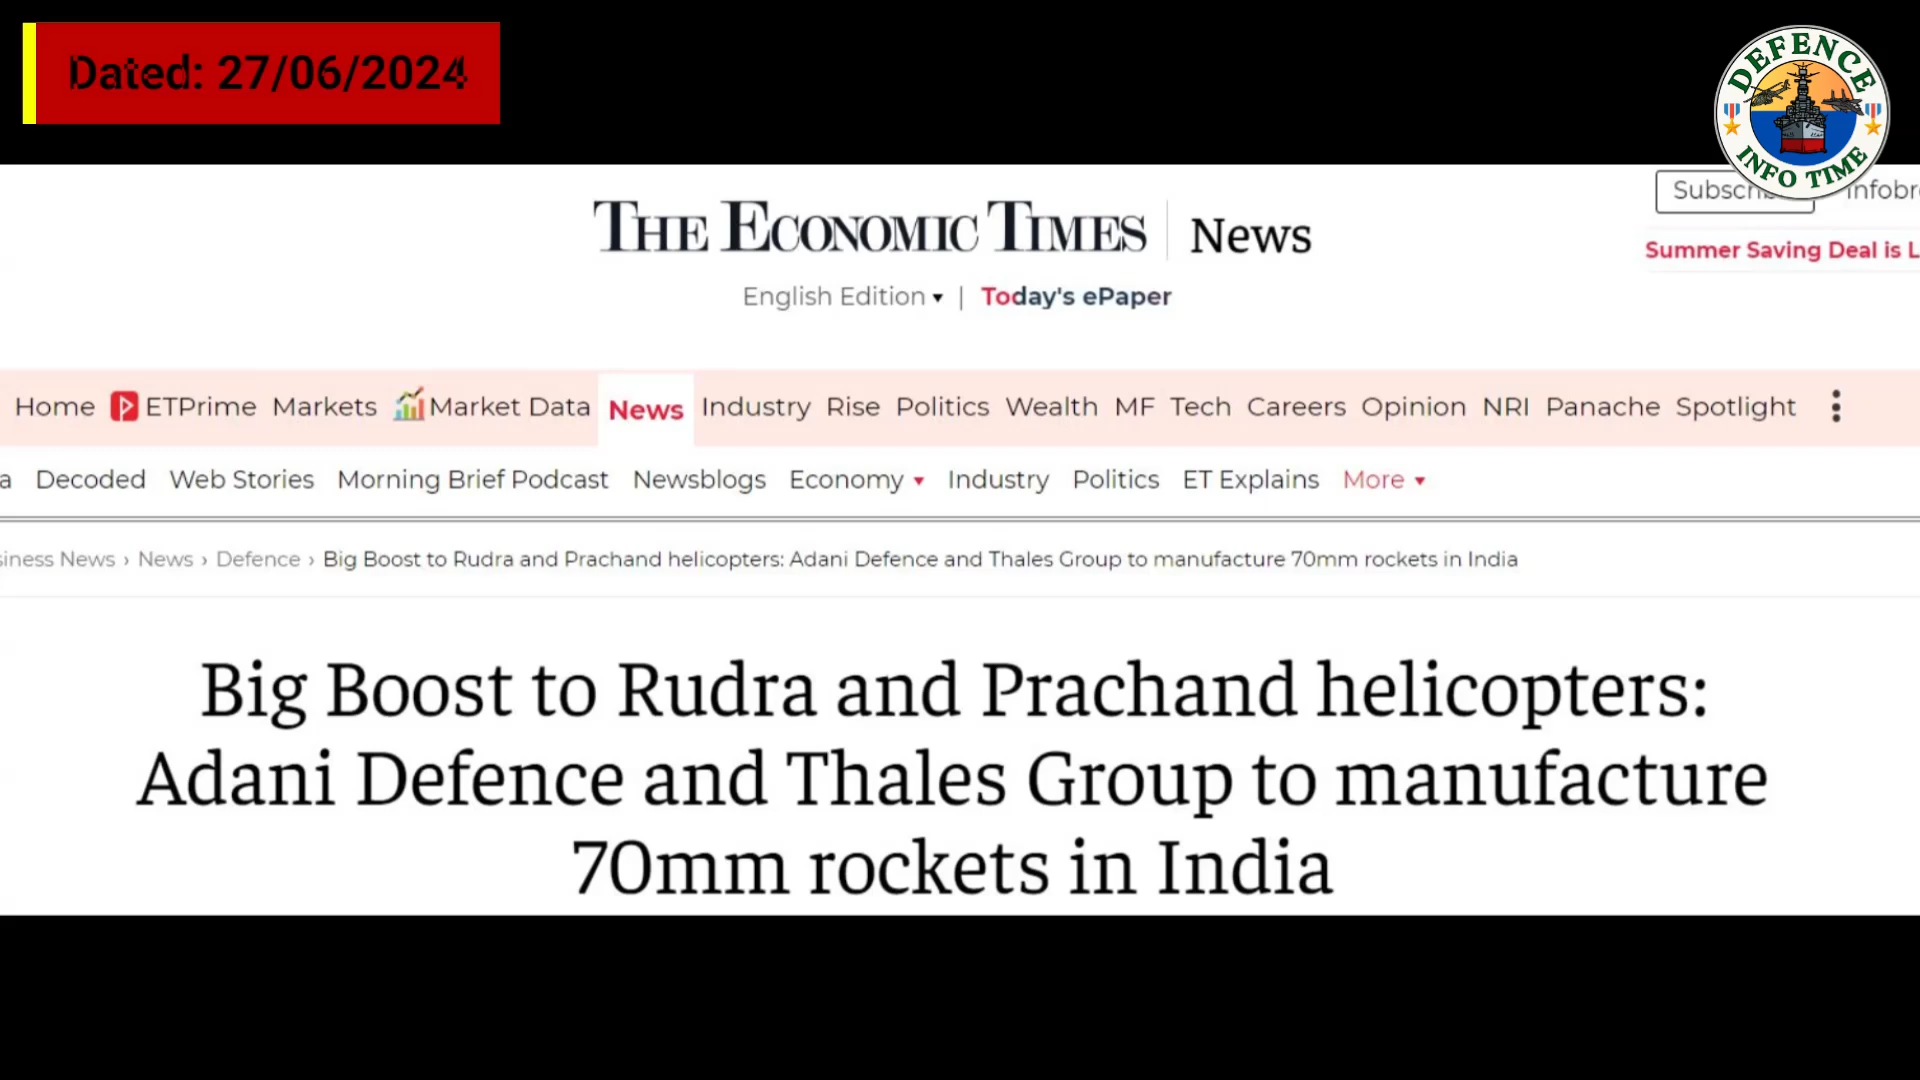 Dated: 27/06/2024
DEFENCE
INFO TIME
THE ECONOMIC TIMES | News
Summer Saving Deal is L
English Edition ▾ | Today's ePaper
Home ETPrime Markets Market Data News Industry Rise Politics Wealth MF Tech Careers Opinion NRI Panache Spotlight
a Decoded Web Stories Morning Brief Podcast Newsblogs Economy ▾ Industry Politics ET Explains More ▾
iness News › News › Defence › Big Boost to Rudra and Prachand helicopters: Adani Defence and Thales Group to manufacture 70mm rockets in India
Big Boost to Rudra and Prachand helicopters:
Adani Defence and Thales Group to manufacture
70mm rockets in India